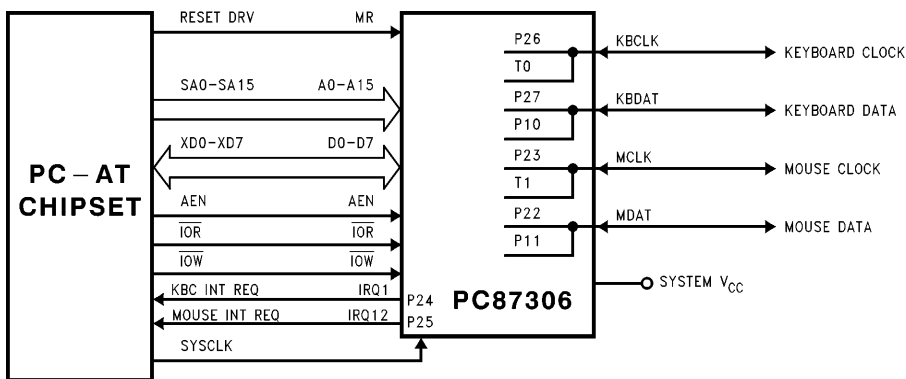 RESET DRV MR
P26 KBCLK
T0 KEYBOARD CLOCK
SA0-SA15 A0-A15
P27 KBDAT
P10 KEYBOARD DATA
XD0-XD7 D0-D7
P23 MCLK
T1 MOUSE CLOCK
PC-AT
CHIPSET
AEN AEN
P22 MDAT
P11 MOUSE DATA
IOR IOR
IOW IOW
KBC INT REQ IRQ1 P24
PC87306
SYSTEM VCC
MOUSE INT REQ IRQ12 P25
SYSCLK